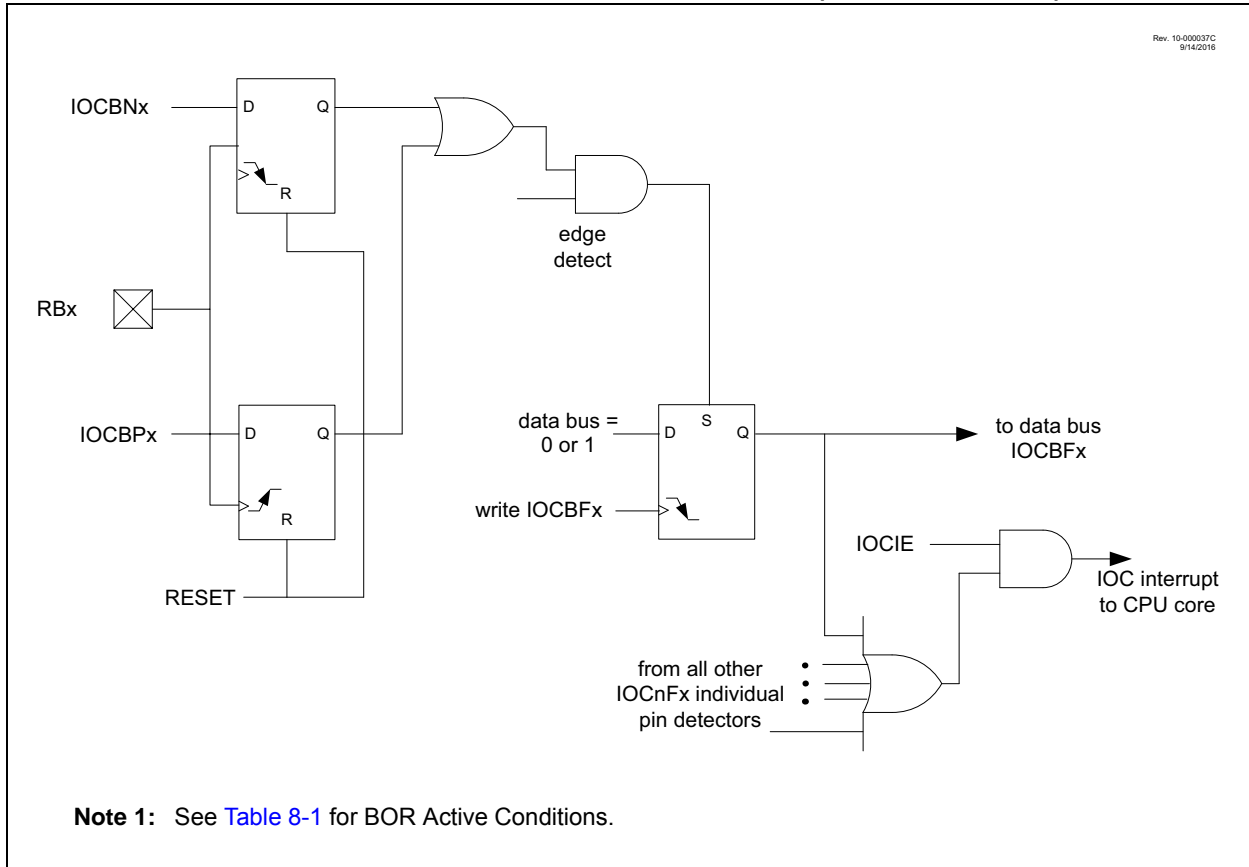 Rev. 10-000037C
9/14/2016
IOCBNx
D
Q
R
edge
detect
RBx
IOCBPx
D
Q
R
RESET
data bus =
0 or 1
D
S
Q
write IOCBFx
to data bus
IOCBFx
IOCIE
IOC interrupt
to CPU core
from all other
IOCnFx individual
pin detectors
Note 1: See Table 8-1 for BOR Active Conditions.